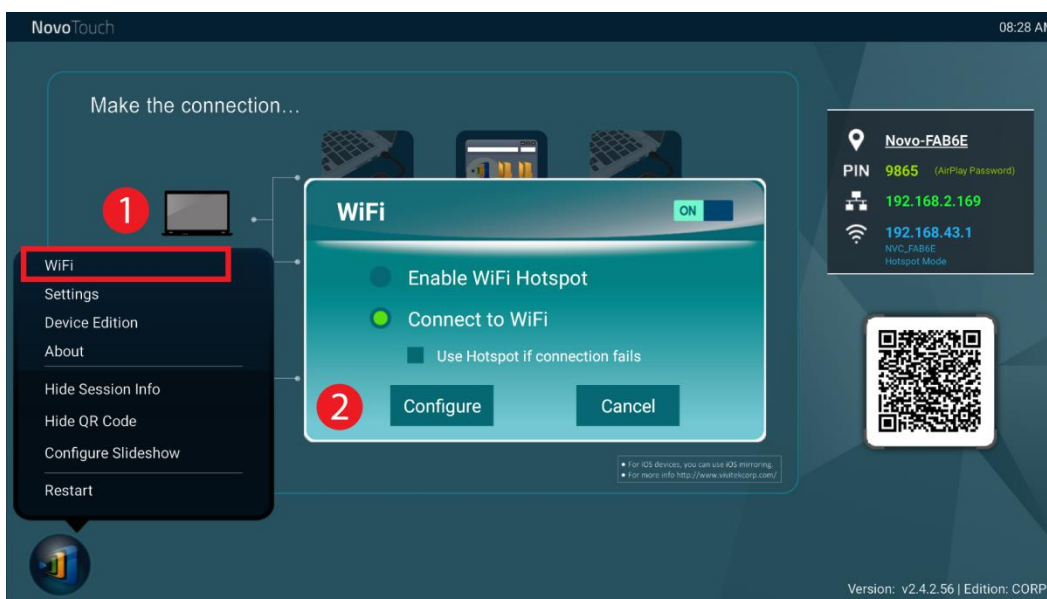 NovoTouch
08:28 AM
Make the connection...
1
WiFi
Settings
Device Edition
About
Hide Session Info
Hide QR Code
Configure Slideshow
Restart
WiFi
ON
Enable WiFi Hotspot
Connect to WiFi
Use Hotspot if connection fails
2
Configure
Cancel
• For iOS devices, you can use iOS mirroring.
• For more info http://www.vivitekcorp.com/
Novo-FAB6E
PIN 9865 (AirPlay Password)
192.168.2.169
192.168.43.1
NVC_FAB6E
Hotspot Mode
Version: v2.4.2.56 | Edition: CORP